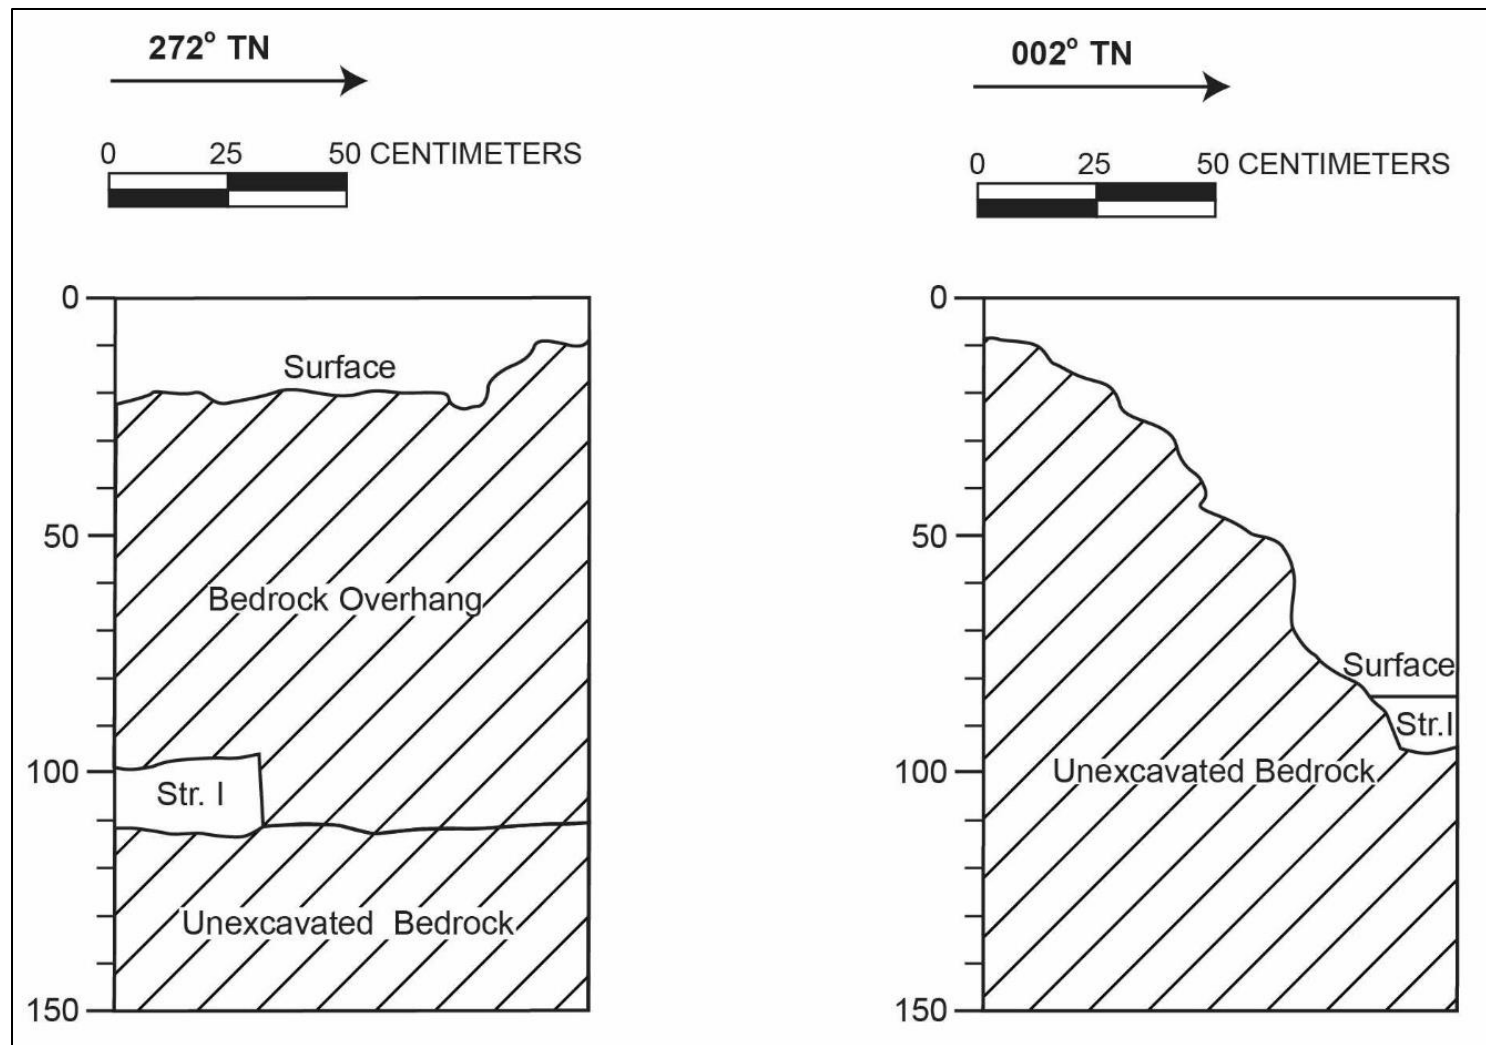 272° TN
0 25 50 CENTIMETERS
0
Surface
50
Bedrock Overhang
100
Str. I
Unexcavated Bedrock
150
002° TN
0 25 50 CENTIMETERS
0
50
Surface
Str.I
100
Unexcavated Bedrock
150